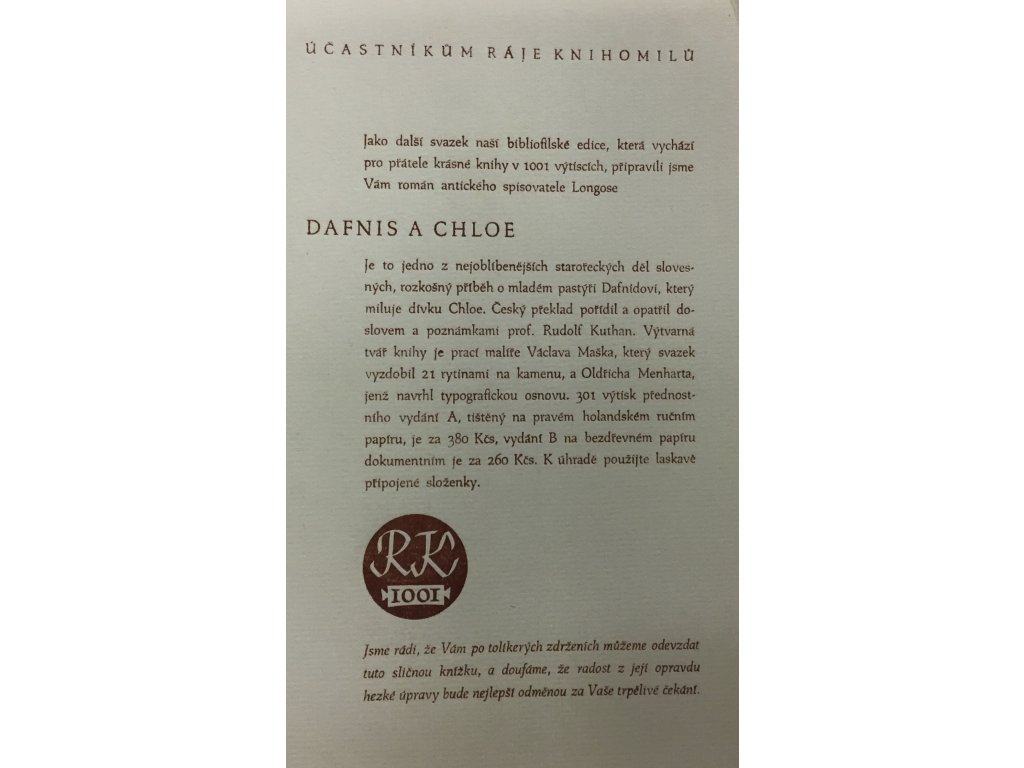 ÚČASTNÍKŮM RÁJE KNIHOMILŮ
Jako další svazek naší bibliofilské edice, která vychází
pro přátele krásné knihy v 1001 výtiscích, připravili jsme
Vám román antického spisovatele Longose
DAFNIS A CHLOE
Je to jedno z nejoblíbenějších starořeckých děl sloves-
ných, rozkošný příběh o mladém pastýři Dafnidovi, který
miluje dívku Chloe. Český překlad pořídil a opatřil do-
slovem a poznámkami prof. Rudolf Kuthan. Výtvarná
tvář knihy je prací malíře Václava Maška, který svazek
vyzdobil 21 rytinami na kamenu, a Oldřicha Menharta,
jenž navrhl typografickou osnovu. 301 výtisk přednost-
ního vydání A, tištěný na pravém holandském ručním
papíru, je za 380 Kčs, vydání B na bezdřevném papíru
dokumentním je za 260 Kčs. K úhradě použijte laskavě
připojené složenky.
RK
1001
Jsme rádi, že Vám po tolikerých zdrženích můžeme odevzdat
tuto sličnou knížku, a doufáme, že radost z její opravdu
hezké úpravy bude nejlepší odměnou za Vaše trpělivé čekání.